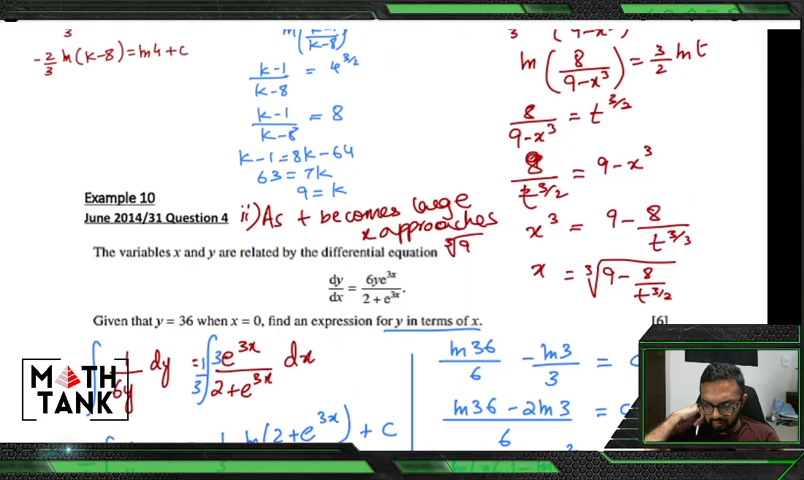 3
-2/3 ln(k-8) = ln4 + c
k-1/k-8 = 4^3/2
k-1/k-8 = 8
k-1 = 8k-64
63 = 7k
9 = k
ln(8/9-x³) = 3/2 ln t
8/9-x³ = t^3/2
8/t^3/2 = 9-x³
x³ = 9 - 8/t^3/3
x = ³√9 - 8/t^3/2
Example 10
June 2014/31 Question 4
ii) As t becomes large
x approaches
³√9
The variables x and y are related by the differential equation
dy/dx = 6ye^3x/2 + e^3x.
Given that y = 36 when x = 0, find an expression for y in terms of x.
[6]
∫ 1/6y dy = 1/3 ∫ 3e^3x/2+e^3x dx
ln(2+e^3x) + c
ln36/6 - ln3/3 = c
ln36 - 2ln3/6 = c
MATH
TANK